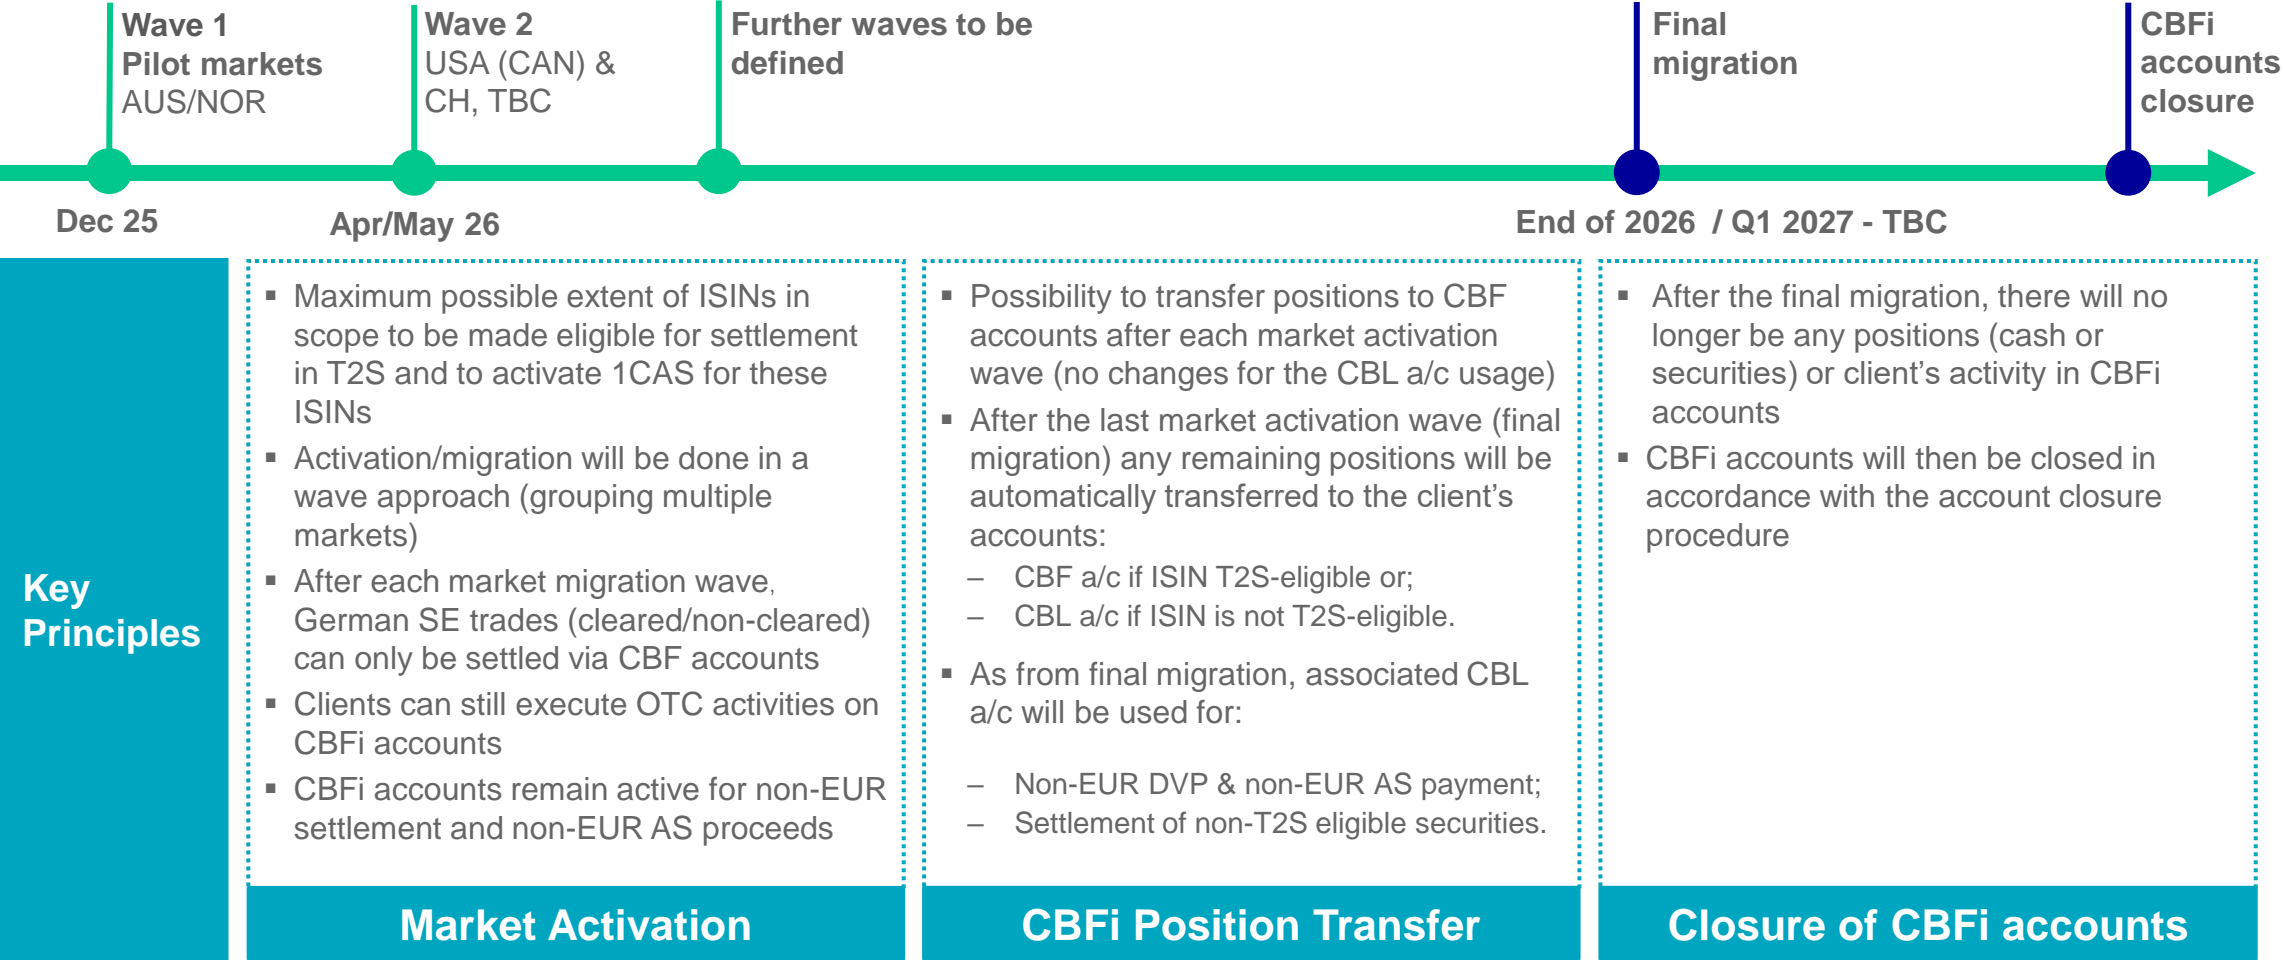 Wave 1
Pilot markets
AUS/NOR
Wave 2
USA (CAN) &
CH, TBC
Further waves to be
defined
Final
migration
CBFi
accounts
closure
Dec 25
Apr/May 26
End of 2026 / Q1 2027 - TBC
Key
Principles
▪ Maximum possible extent of ISINs in
scope to be made eligible for settlement
in T2S and to activate 1CAS for these
ISINs
▪ Activation/migration will be done in a
wave approach (grouping multiple
markets)
▪ After each market migration wave,
German SE trades (cleared/non-cleared)
can only be settled via CBF accounts
▪ Clients can still execute OTC activities on
CBFi accounts
▪ CBFi accounts remain active for non-EUR
settlement and non-EUR AS proceeds
Market Activation
▪ Possibility to transfer positions to CBF
accounts after each market activation
wave (no changes for the CBL a/c usage)
▪ After the last market activation wave (final
migration) any remaining positions will be
automatically transferred to the client’s
accounts:
– CBF a/c if ISIN T2S-eligible or;
– CBL a/c if ISIN is not T2S-eligible.
▪ As from final migration, associated CBL
a/c will be used for:
– Non-EUR DVP & non-EUR AS payment;
– Settlement of non-T2S eligible securities.
CBFi Position Transfer
▪ After the final migration, there will no
longer be any positions (cash or
securities) or client’s activity in CBFi
accounts
▪ CBFi accounts will then be closed in
accordance with the account closure
procedure
Closure of CBFi accounts